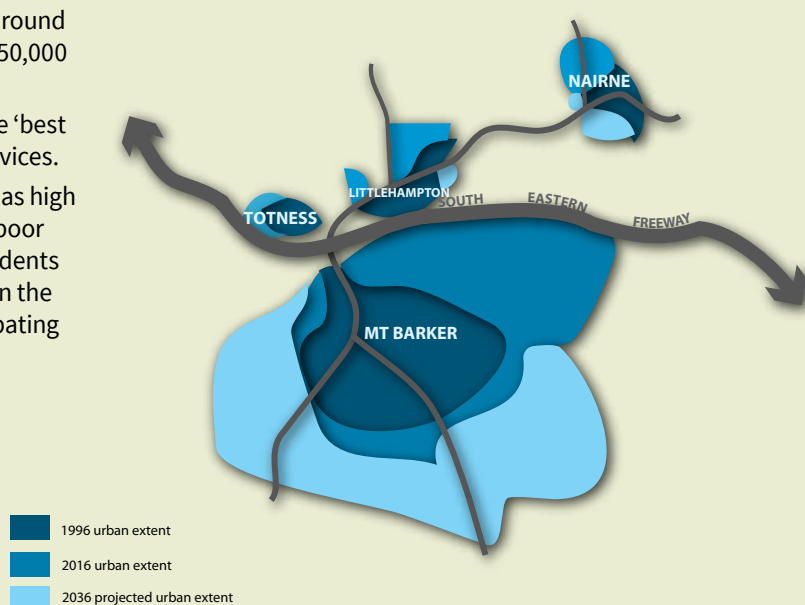 round
50,000
e ‘best
vices.
as high
poor
dents
n the
pating
NAIRNE
LITTLEHAMPTON
TOTNESS
SOUTH EASTERN FREEWAY
MT BARKER
1996 urban extent
2016 urban extent
2036 projected urban extent